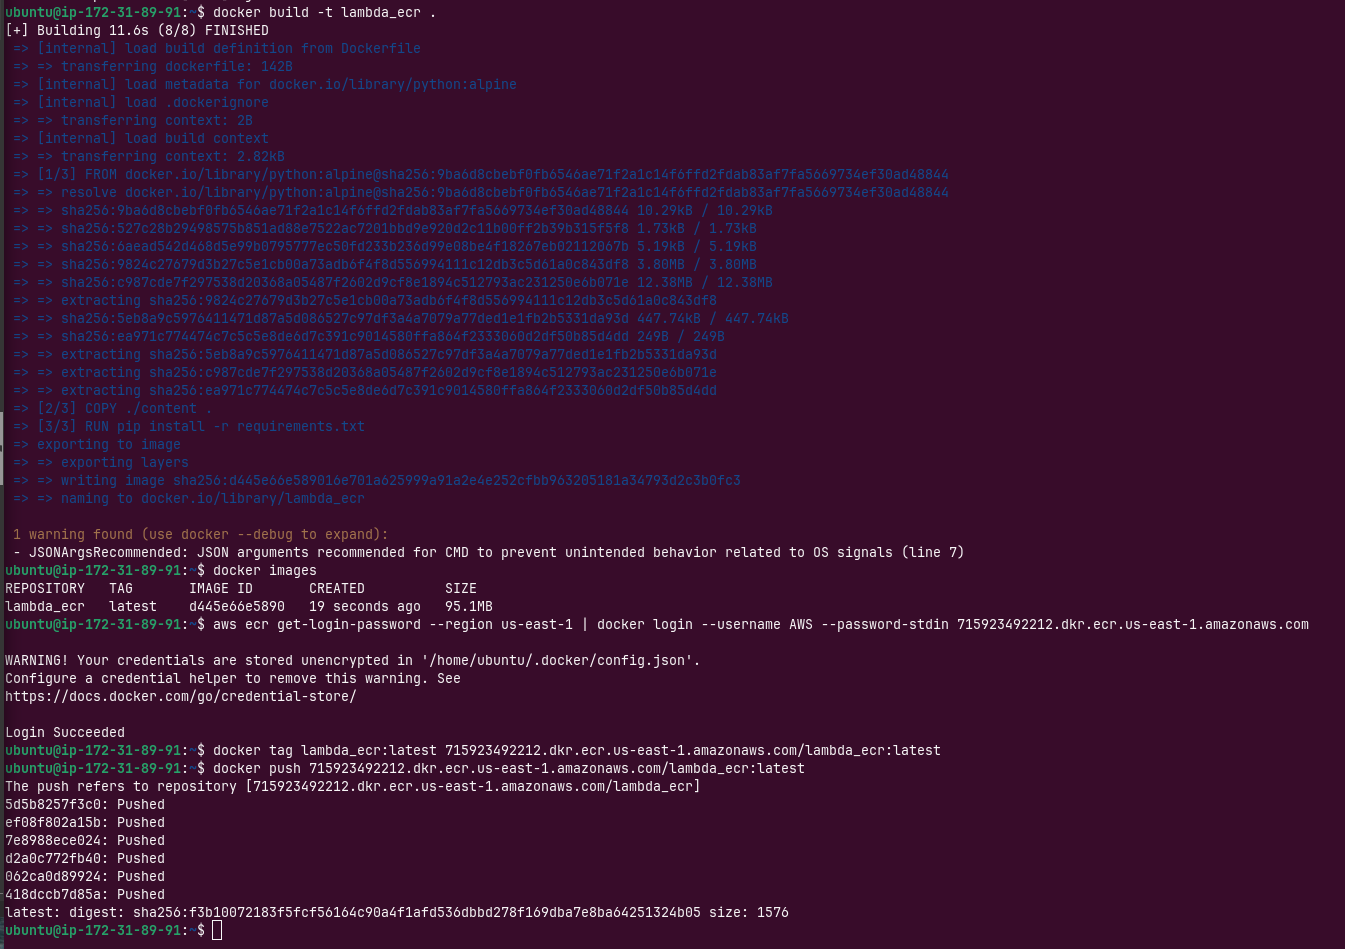 ubuntu@ip-172-31-89-91:~$ docker build -t lambda_ecr .
[+] Building 11.6s (8/8) FINISHED
=> [internal] load build definition from Dockerfile
=> => transferring dockerfile: 142B
=> [internal] load metadata for docker.io/library/python:alpine
=> [internal] load .dockerignore
=> => transferring context: 2B
=> [internal] load build context
=> => transferring context: 2.82kB
=> [1/3] FROM docker.io/library/python:alpine@sha256:9ba6d8cbebf0fb6546ae71f2a1c14f6ffd2fdab83af7fa5669734ef30ad48844
=> => resolve docker.io/library/python:alpine@sha256:9ba6d8cbebf0fb6546ae71f2a1c14f6ffd2fdab83af7fa5669734ef30ad48844
=> => sha256:9ba6d8cbebf0fb6546ae71f2a1c14f6ffd2fdab83af7fa5669734ef30ad48844 10.29kB / 10.29kB
=> => sha256:527c28b29498575b851ad88e7522ac7201bbd9e920d2c11b00ff2b39b315f5f8 1.73kB / 1.73kB
=> => sha256:6aead542d468d5e99b0795777ec50fd233b236d99e08be4f18267eb02112067b 5.19kB / 5.19kB
=> => sha256:9824c27679d3b27c5e1cb00a73adb6f4f8d556994111c12db3c5d61a0c843df8 3.80MB / 3.80MB
=> => sha256:c987cde7f297538d20368a05487f2602d9cf8e1894c512793ac231250e6b071e 12.38MB / 12.38MB
=> => extracting sha256:9824c27679d3b27c5e1cb00a73adb6f4f8d556994111c12db3c5d61a0c843df8
=> => sha256:5eb8a9c5976411471d87a5d086527c97df3a4a7079a77ded1e1fb2b5331da93d 447.74kB / 447.74kB
=> => sha256:ea971c774474c7c5c5e8de6d7c391c9014580ffa864f2333060d2df50b85d4dd 249B / 249B
=> => extracting sha256:5eb8a9c5976411471d87a5d086527c97df3a4a7079a77ded1e1fb2b5331da93d
=> => extracting sha256:c987cde7f297538d20368a05487f2602d9cf8e1894c512793ac231250e6b071e
=> => extracting sha256:ea971c774474c7c5c5e8de6d7c391c9014580ffa864f2333060d2df50b85d4dd
=> [2/3] COPY ./content .
=> [3/3] RUN pip install -r requirements.txt
=> exporting to image
=> => exporting layers
=> => writing image sha256:d445e66e589016e701a625999a91a2e4e252cfbb963205181a34793d2c3b0fc3
=> => naming to docker.io/library/lambda_ecr
1 warning found (use docker --debug to expand):
- JSONArgsRecommended: JSON arguments recommended for CMD to prevent unintended behavior related to OS signals (line 7)
ubuntu@ip-172-31-89-91:~$ docker images
REPOSITORY TAG IMAGE ID CREATED SIZE
lambda_ecr latest d445e66e5890 19 seconds ago 95.1MB
ubuntu@ip-172-31-89-91:~$ aws ecr get-login-password --region us-east-1 | docker login --username AWS --password-stdin 715923492212.dkr.ecr.us-east-1.amazonaws.com
WARNING! Your credentials are stored unencrypted in '/home/ubuntu/.docker/config.json'.
Configure a credential helper to remove this warning. See
https://docs.docker.com/go/credential-store/
Login Succeeded
ubuntu@ip-172-31-89-91:~$ docker tag lambda_ecr:latest 715923492212.dkr.ecr.us-east-1.amazonaws.com/lambda_ecr:latest
ubuntu@ip-172-31-89-91:~$ docker push 715923492212.dkr.ecr.us-east-1.amazonaws.com/lambda_ecr:latest
The push refers to repository [715923492212.dkr.ecr.us-east-1.amazonaws.com/lambda_ecr]
5d5b8257f3c0: Pushed
ef08f802a15b: Pushed
7e8988ece024: Pushed
d2a0c772fb40: Pushed
062ca0d89924: Pushed
418dccb7d85a: Pushed
latest: digest: sha256:f3b10072183f5fcf56164c90a4f1afd536dbbd278f169dba7e8ba64251324b05 size: 1576
ubuntu@ip-172-31-89-91:~$